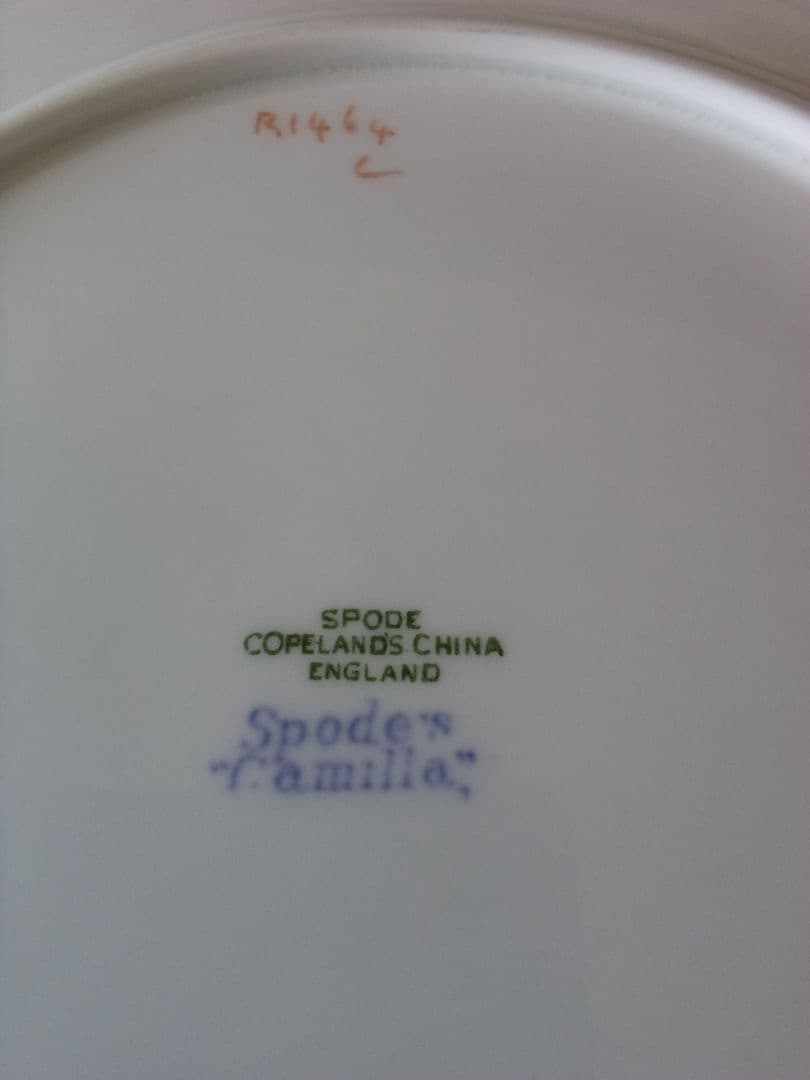 R1464
C
SPODE
COPELAND'S CHINA
ENGLAND
Spode's
"Camilla",